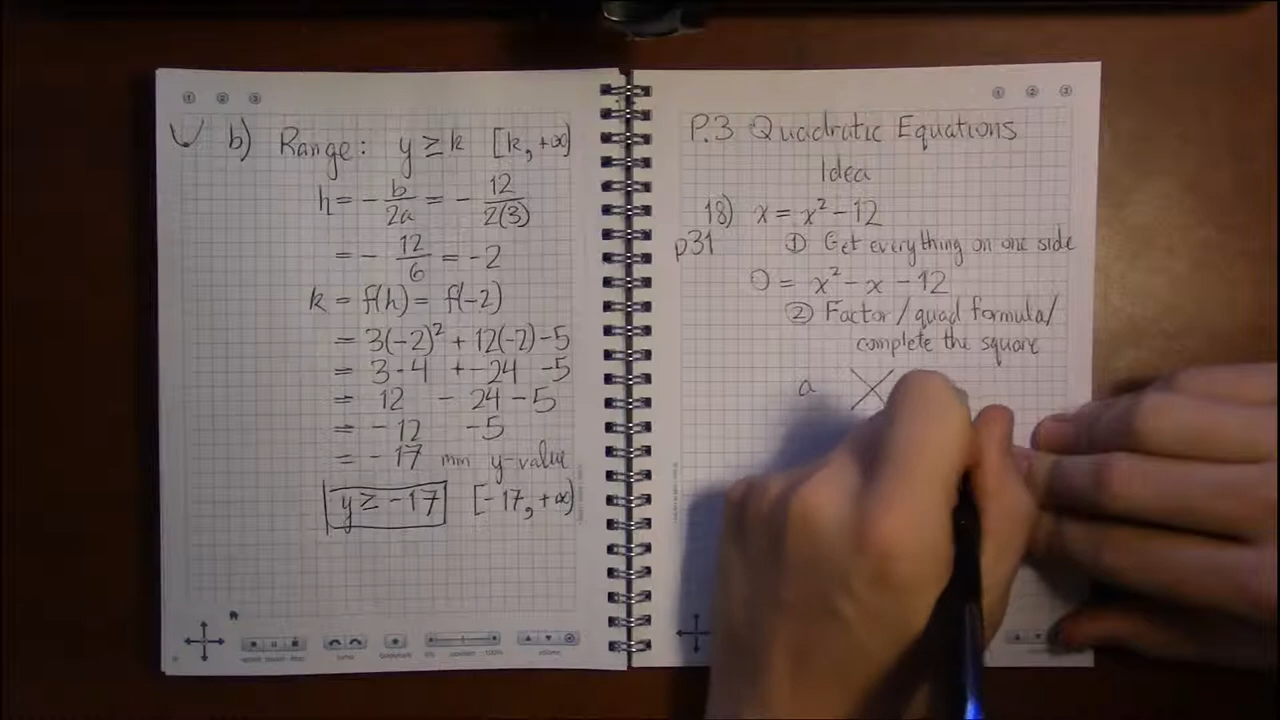 b) Range: y ≥ k [k, +∞)
h = - b/2a = - 12/2(3)
= - 12/6 = -2
k = f(h) = f(-2)
= 3(-2)² + 12(-2) -5
= 3·4 + -24 -5
= 12 - 24 -5
= -12 -5
= -17 min y-value
y ≥ -17 [-17, +∞)
P.3 Quadratic Equations
Idea
18) x = x² - 12
p31 ① Get everything on one side
0 = x² - x - 12
② Factor/quad formula/
complete the square
a